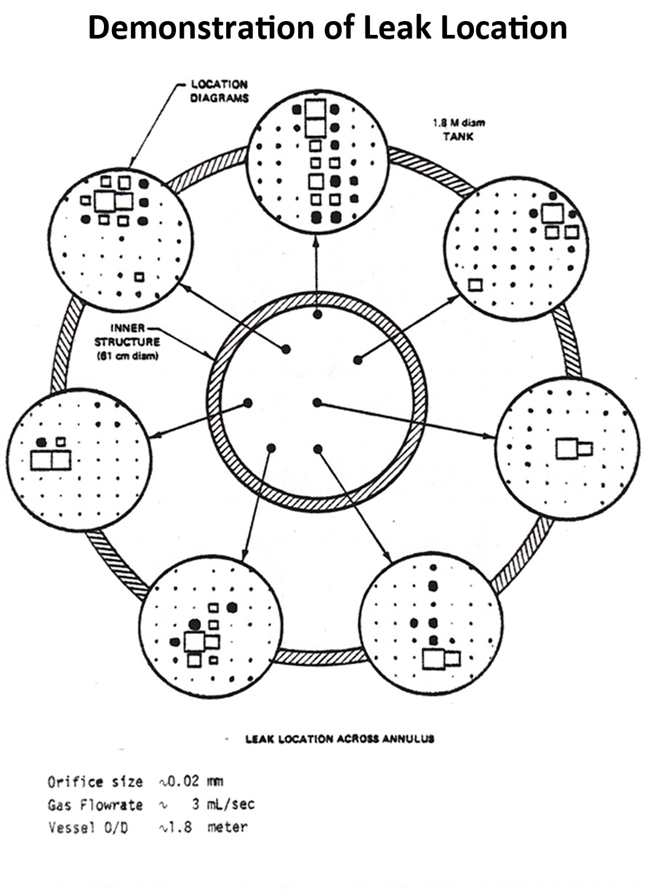 Demonstration of Leak Location
LOCATION
DIAGRAMS
1.8 M diam
TANK
INNER
STRUCTURE
(61 cm diam)
LEAK LOCATION ACROSS ANNULUS
Orifice size ~0.02 mm
Gas Flowrate ~ 3 mL/sec
Vessel O/D ~1.8 meter